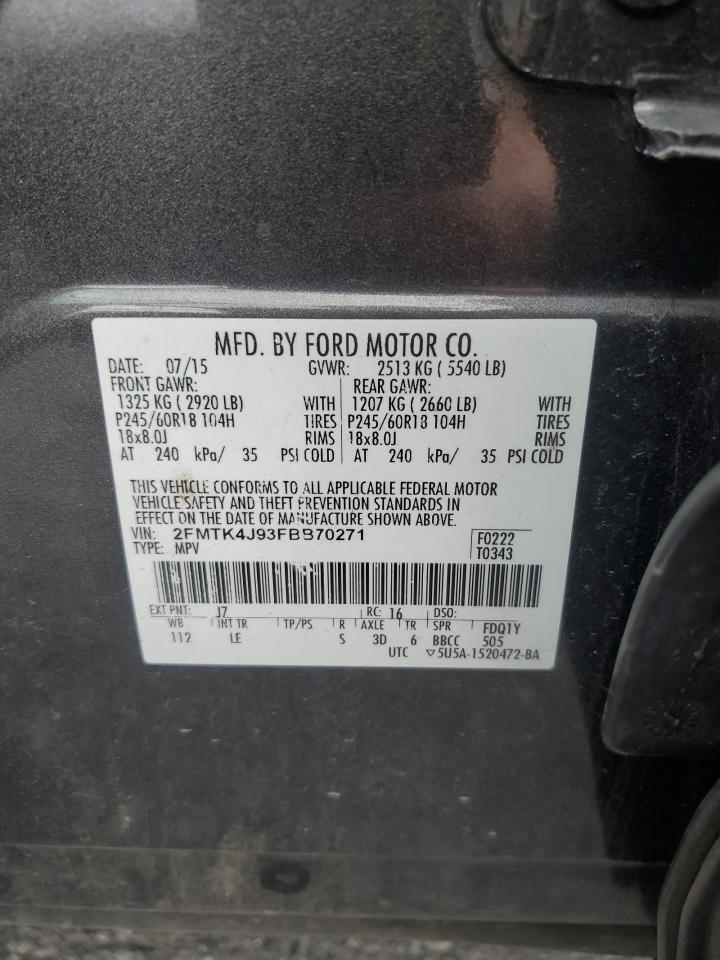 MFD. BY FORD MOTOR CO.
DATE: 07/15 GVWR: 2513 KG ( 5540 LB)
FRONT GAWR: REAR GAWR:
1325 KG ( 2920 LB) WITH 1207 KG ( 2660 LB) WITH
P245/60R18 104H TIRES P245/60R18 104H TIRES
18x8.0J RIMS 18x8.0J RIMS
AT 240 kPa/ 35 PSI COLD AT 240 kPa/ 35 PSI COLD
THIS VEHICLE CONFORMS TO ALL APPLICABLE FEDERAL MOTOR
VEHICLE SAFETY AND THEFT PREVENTION STANDARDS IN
EFFECT ON THE DATE OF MANUFACTURE SHOWN ABOVE.
VIN: 2FMTK4J93FBB70271 F0222
TYPE: MPV T0343
EXT PNT: J7 RC: 16 DSO:
WB INT TR TP/PS R AXLE TR SPR FDQ1Y
112 LE S 3D 6 BBCC 505
UTC ▽5U5A-1520472-BA